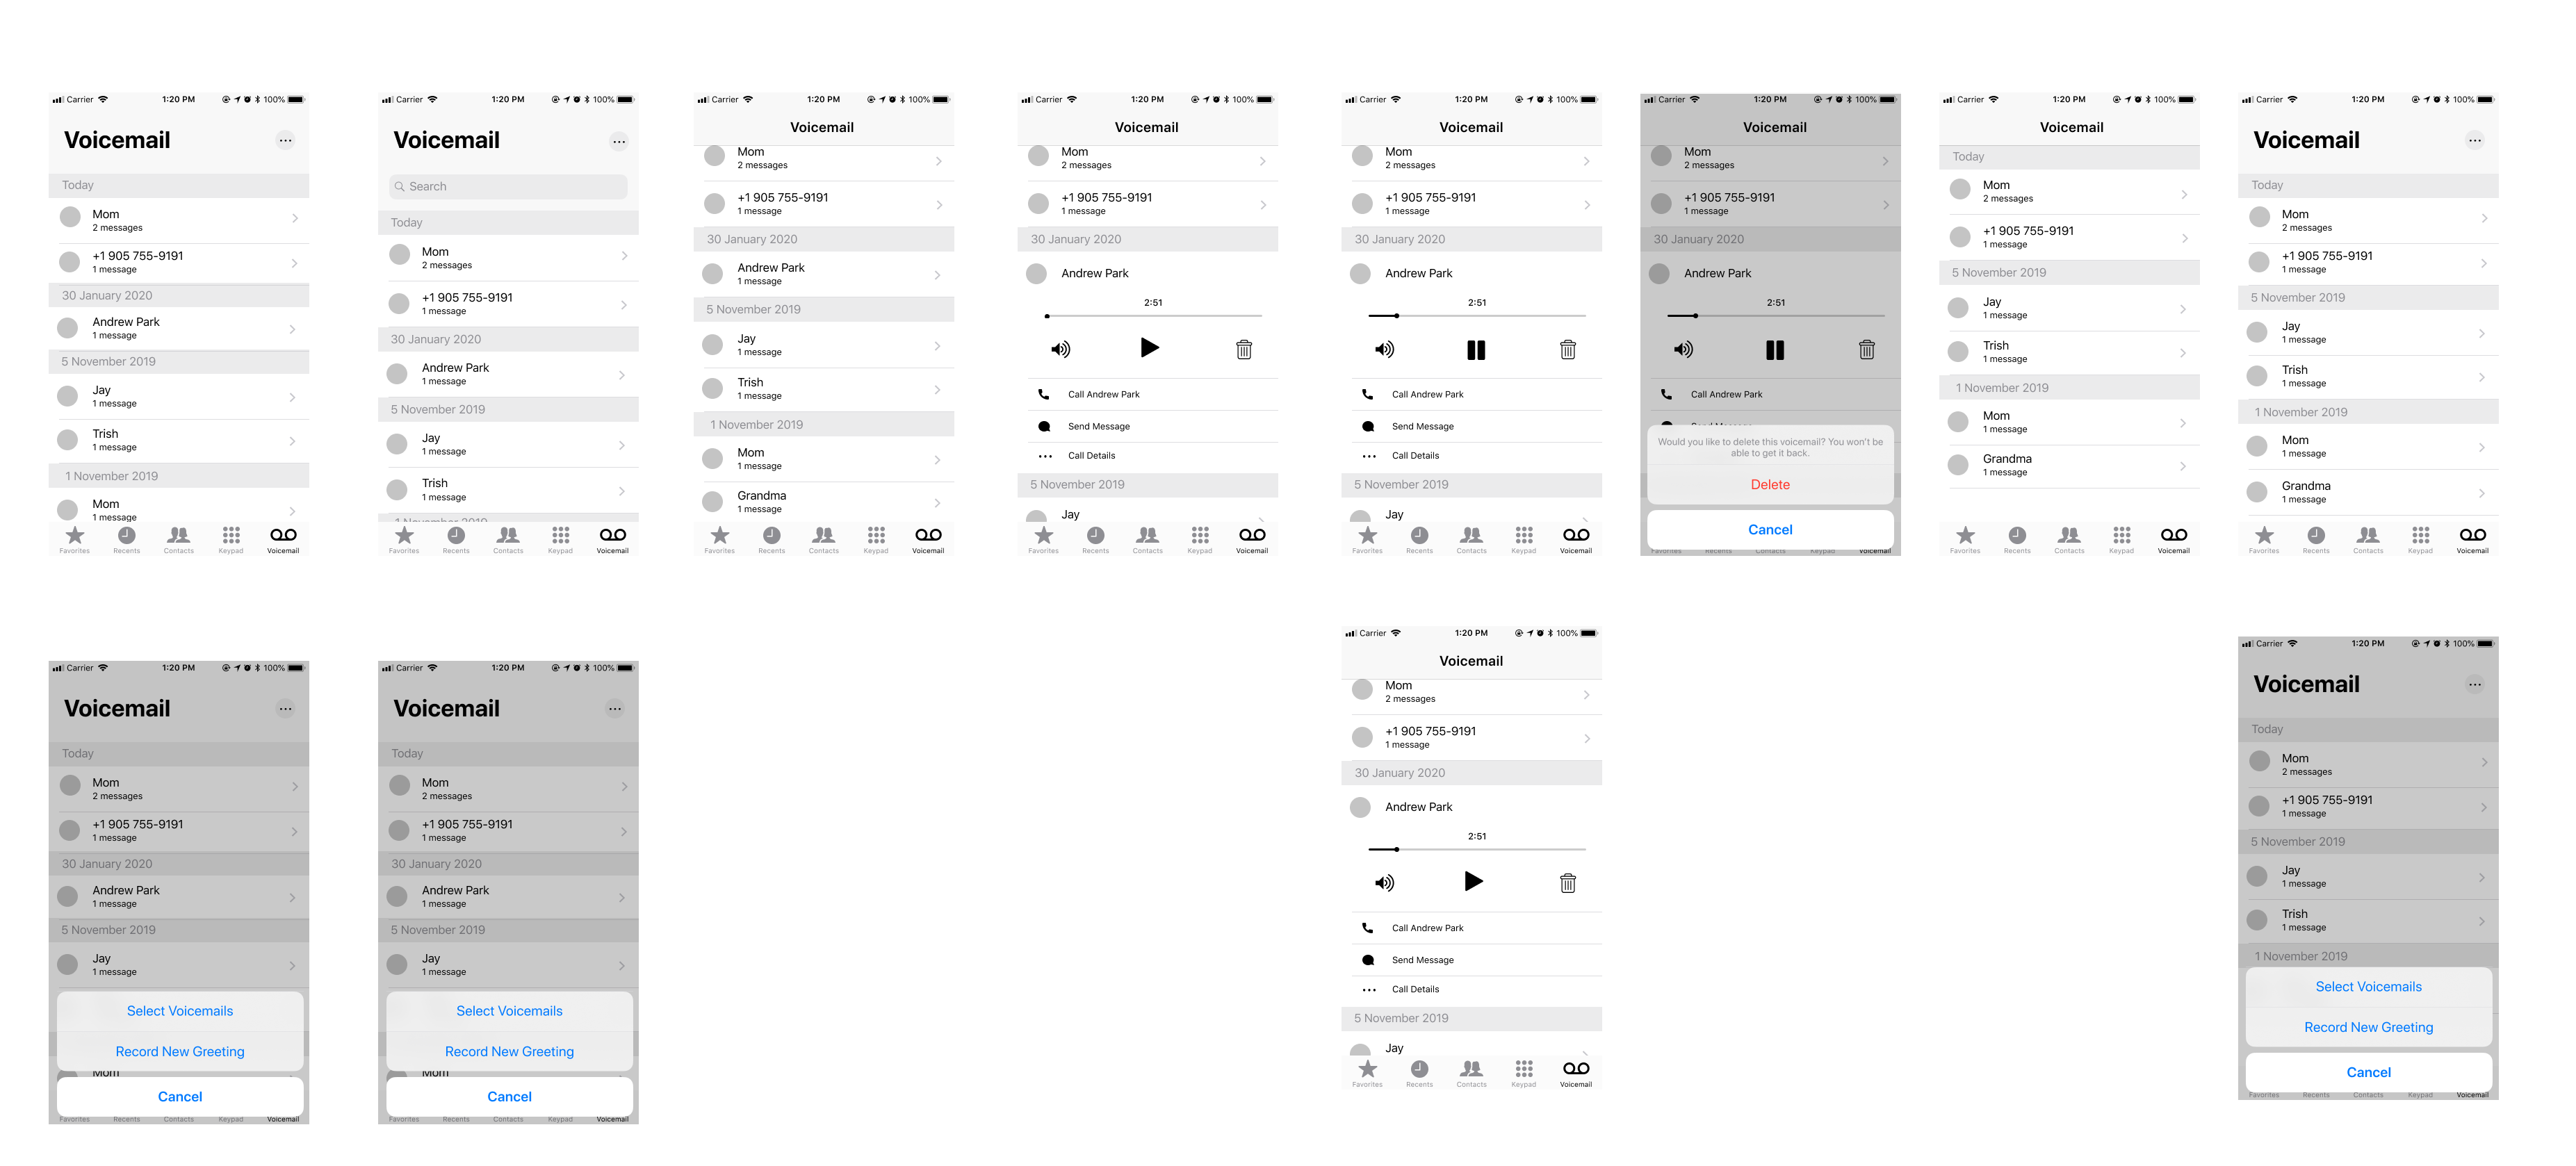 Carrier 1:20 PM 100%
Voicemail
Today
Mom
2 messages
+1 905 755-9191
1 message
30 January 2020
Andrew Park
1 message
5 November 2019
Jay
1 message
Trish
1 message
1 November 2019
Mom
1 message
Favorites Recents Contacts Keypad Voicemail
Carrier 1:20 PM 100%
Voicemail
Search
Today
Mom
2 messages
+1 905 755-9191
1 message
30 January 2020
Andrew Park
1 message
5 November 2019
Jay
1 message
Trish
1 message
1 November 2019
Favorites Recents Contacts Keypad Voicemail
Carrier 1:20 PM 100%
Voicemail
Mom
2 messages
+1 905 755-9191
1 message
30 January 2020
Andrew Park
1 message
5 November 2019
Jay
1 message
Trish
1 message
1 November 2019
Mom
1 message
Grandma
1 message
Favorites Recents Contacts Keypad Voicemail
Carrier 1:20 PM 100%
Voicemail
Mom
2 messages
+1 905 755-9191
1 message
30 January 2020
Andrew Park
2:51
Call Andrew Park
Send Message
Call Details
5 November 2019
Jay
Favorites Recents Contacts Keypad Voicemail
Carrier 1:20 PM 100%
Voicemail
Mom
2 messages
+1 905 755-9191
1 message
30 January 2020
Andrew Park
2:51
Call Andrew Park
Send Message
Call Details
5 November 2019
Jay
Favorites Recents Contacts Keypad Voicemail
Carrier 1:20 PM 100%
Voicemail
Mom
2 messages
+1 905 755-9191
1 message
30 January 2020
Andrew Park
2:51
Call Andrew Park
Send Message
Would you like to delete this voicemail? You won't be
able to get it back.
Delete
Cancel
Favorites Recents Contacts Keypad Voicemail
Carrier 1:20 PM 100%
Voicemail
Today
Mom
2 messages
+1 905 755-9191
1 message
5 November 2019
Jay
1 message
Trish
1 message
1 November 2019
Mom
1 message
Grandma
1 message
Favorites Recents Contacts Keypad Voicemail
Carrier 1:20 PM 100%
Voicemail
Today
Mom
2 messages
+1 905 755-9191
1 message
5 November 2019
Jay
1 message
Trish
1 message
1 November 2019
Mom
1 message
Grandma
1 message
Favorites Recents Contacts Keypad Voicemail
Carrier 1:20 PM 100%
Voicemail
Today
Mom
2 messages
+1 905 755-9191
1 message
30 January 2020
Andrew Park
1 message
5 November 2019
Jay
1 message
Select Voicemails
Record New Greeting
Mom
Cancel
Favorites Recents Contacts Keypad Voicemail
Carrier 1:20 PM 100%
Voicemail
Today
Mom
2 messages
+1 905 755-9191
1 message
30 January 2020
Andrew Park
1 message
5 November 2019
Jay
1 message
Select Voicemails
Record New Greeting
Mom
Cancel
Favorites Recents Contacts Keypad Voicemail
Carrier 1:20 PM 100%
Voicemail
Mom
2 messages
+1 905 755-9191
1 message
30 January 2020
Andrew Park
2:51
Call Andrew Park
Send Message
Call Details
5 November 2019
Jay
Favorites Recents Contacts Keypad Voicemail
Carrier 1:20 PM 100%
Voicemail
Today
Mom
2 messages
+1 905 755-9191
1 message
5 November 2019
Jay
1 message
Trish
1 message
1 November 2019
Select Voicemails
Record New Greeting
Cancel
Favorites Recents Contacts Keypad Voicemail